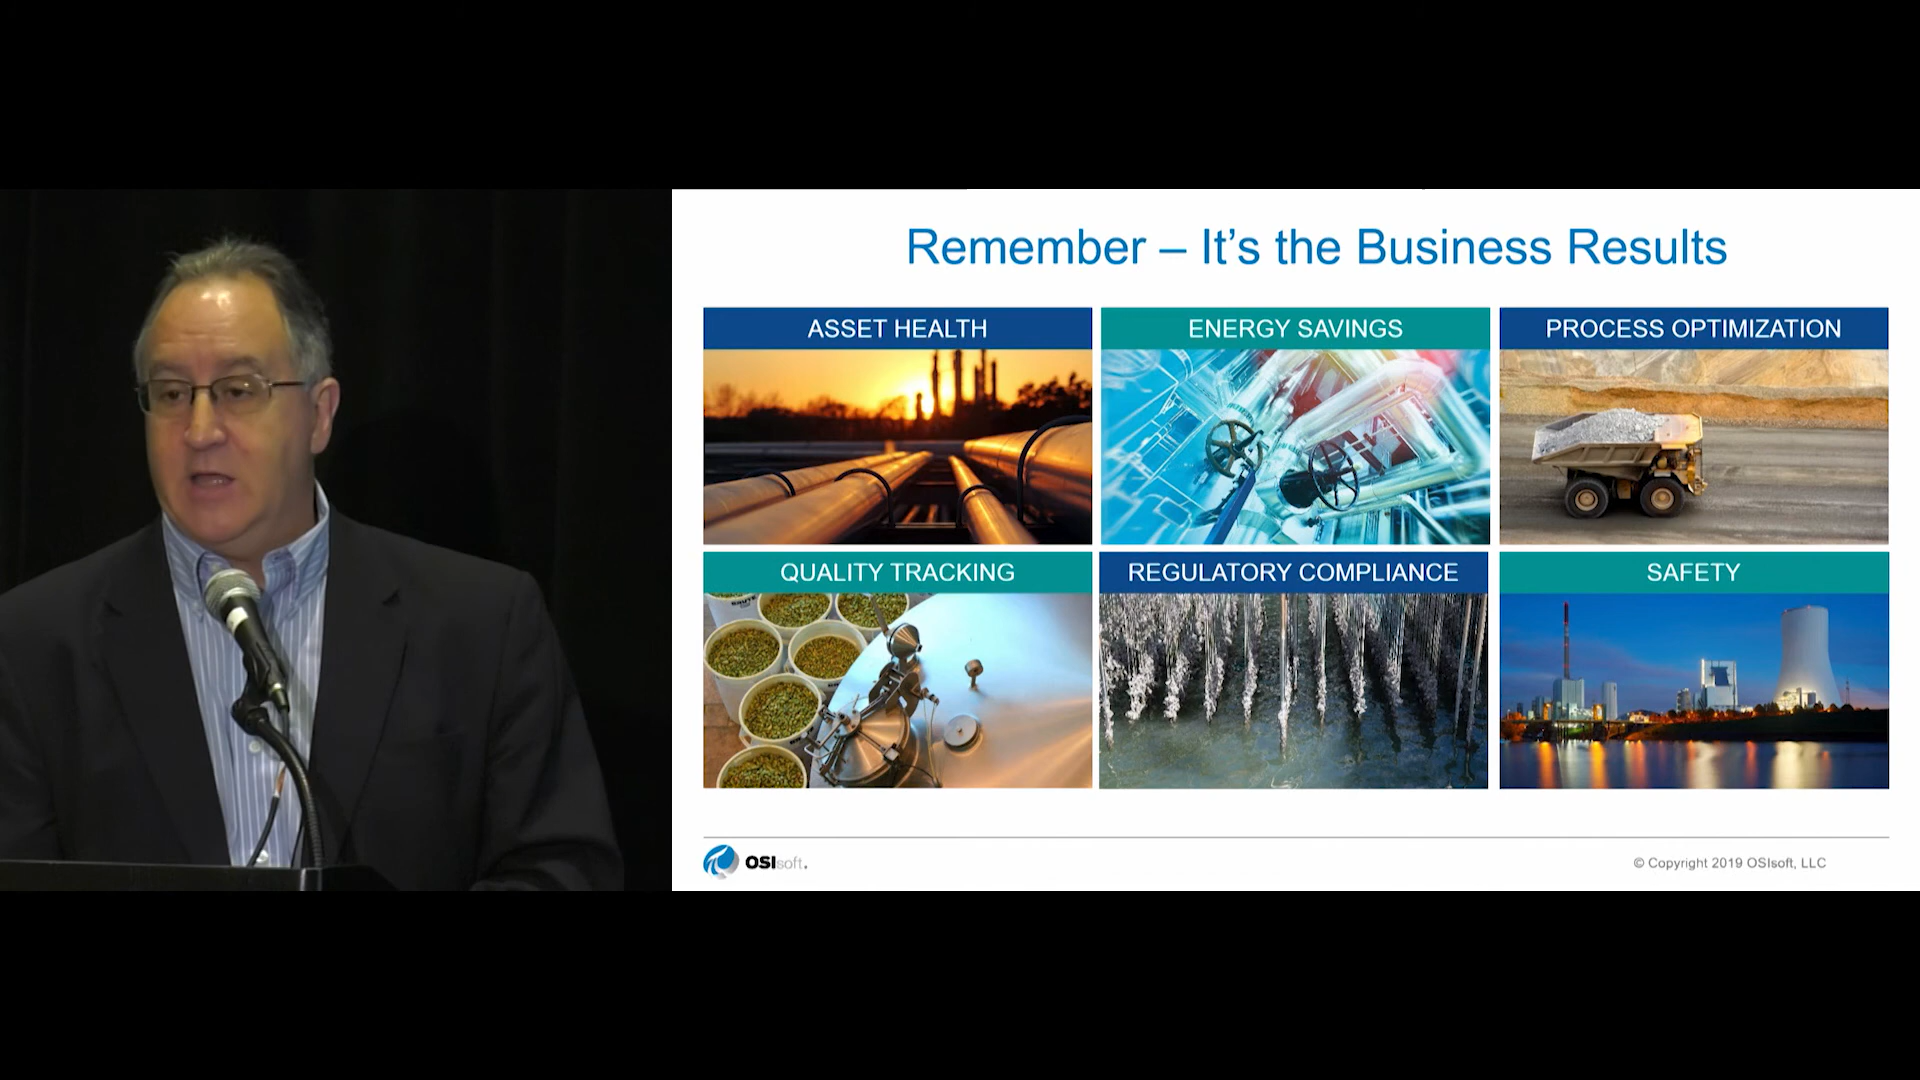 Remember – It’s the Business Results
ASSET HEALTH
ENERGY SAVINGS
PROCESS OPTIMIZATION
QUALITY TRACKING
REGULATORY COMPLIANCE
SAFETY
OSIsoft.
© Copyright 2019 OSIsoft, LLC